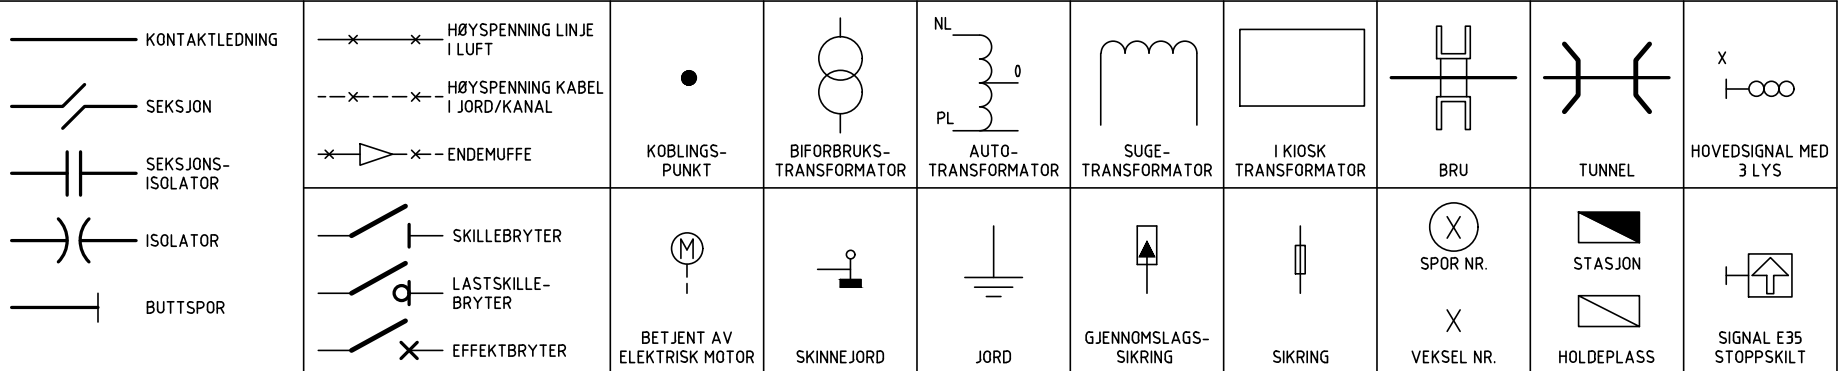 KONTAKTLEDNING
SEKSJON
SEKSJONS-
ISOLATOR
ISOLATOR
BUTTSPOR
HØYSPENNING LINJE
I LUFT
HØYSPENNING KABEL
I JORD/KANAL
ENDEMUFFE
KOBLINGS-
PUNKT
BIFORBRUKS-
TRANSFORMATOR
NL
0
PL
AUTO-
TRANSFORMATOR
SUGE-
TRANSFORMATOR
I KIOSK
TRANSFORMATOR
BRU
TUNNEL
X
HOVEDSIGNAL MED
3 LYS
SKILLEBRYTER
LASTSKILLE-
BRYTER
EFFEKTBRYTER
M
BETJENT AV
ELEKTRISK MOTOR
SKINNEJORD
JORD
GJENNOMSLAGS-
SIKRING
SIKRING
X
SPOR NR.
X
VEKSEL NR.
STASJON
HOLDEPLASS
SIGNAL E35
STOPPSKILT